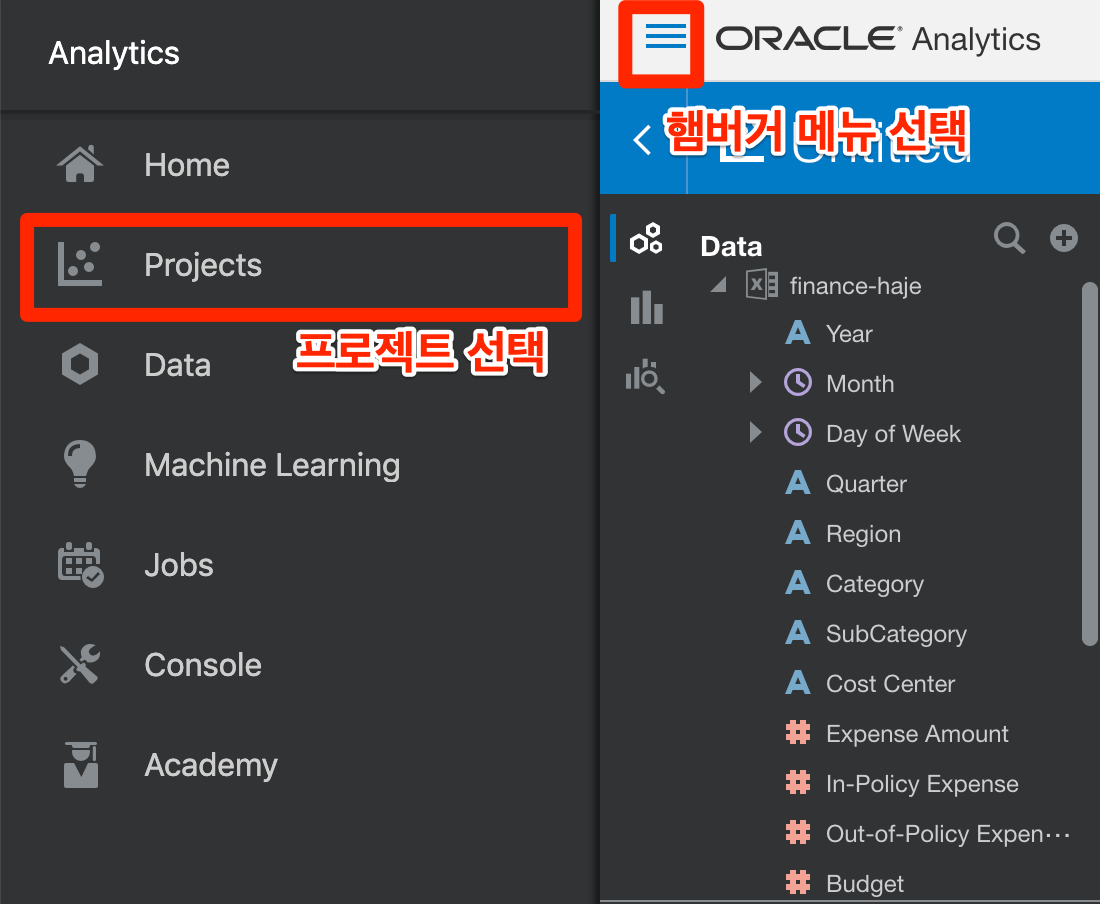 Analytics
Home
Projects
프로젝트 선택
Data
Machine Learning
Jobs
Console
Academy
ORACLE® Analytics
햄버거 메뉴 선택
Untitled
Data
finance-haje
Year
Month
Day of Week
Quarter
Region
Category
SubCategory
Cost Center
Expense Amount
In-Policy Expense
Out-of-Policy Expen···
Budget